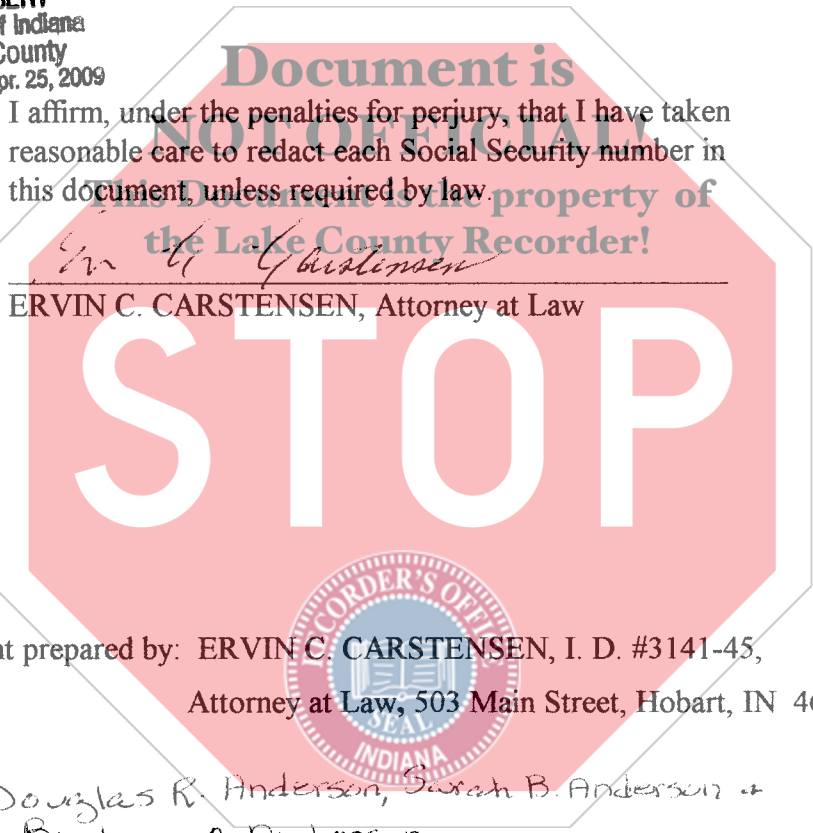 f Indiana
County
pr. 25, 2009
Document is
I affirm, under the penalties for perjury, that I have taken
NOT OFFICIAL!
reasonable care to redact each Social Security number in
this document, unless required by law.
This Document is the property of
the Lake County Recorder!
Carstensen
ERVIN C. CARSTENSEN, Attorney at Law
STOP
RECORDER'S OFFICE
nt prepared by: ERVIN C. CARSTENSEN, I. D. #3141-45,
Attorney at Law, 503 Main Street, Hobart, IN 46
SEAL
INDIANA
Douglas R. Anderson, Sarah B. Anderson +